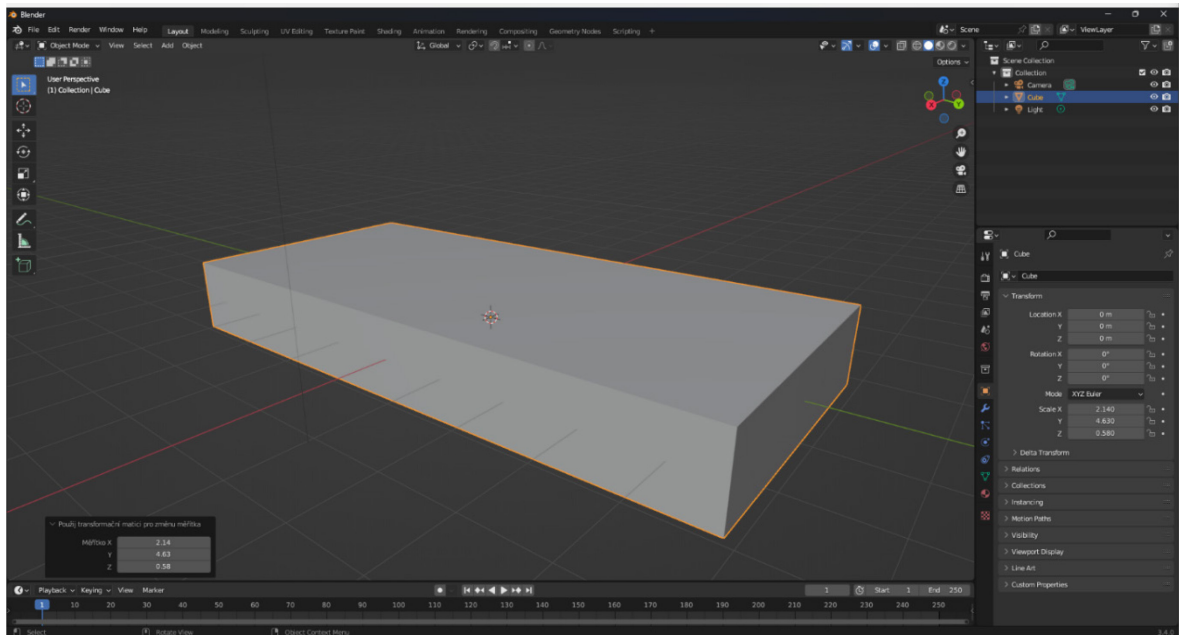 Blender
File Edit Render Window Help Layout Modeling Sculpting UV Editing Texture Paint Shading Animation Rendering Compositing Geometry Nodes Scripting + Scene ViewLayer
Object Mode View Select Add Object Global
Options
User Perspective
(1) Collection | Cube
Z
Y
X
Scene Collection
Collection
Camera
Cube
Light
Cube
Cube
Transform
Location X 0 m
Y 0 m
Z 0 m
Rotation X 0°
Y 0°
Z 0°
Mode XYZ Euler
Scale X 2.140
Y 4.630
Z 0.580
Delta Transform
Relations
Collections
Instancing
Motion Paths
Visibility
Viewport Display
Line Art
Custom Properties
Použij transformační matici pro změnu měřítka
Měřítko X 2.14
Y 4.63
Z 0.58
Playback Keying View Marker 1 Start 1 End 250
1 10 20 30 40 50 60 70 80 90 100 110 120 130 140 150 160 170 180 190 200 210 220 230 240 250
Select Rotate View Object Context Menu 3.4.0